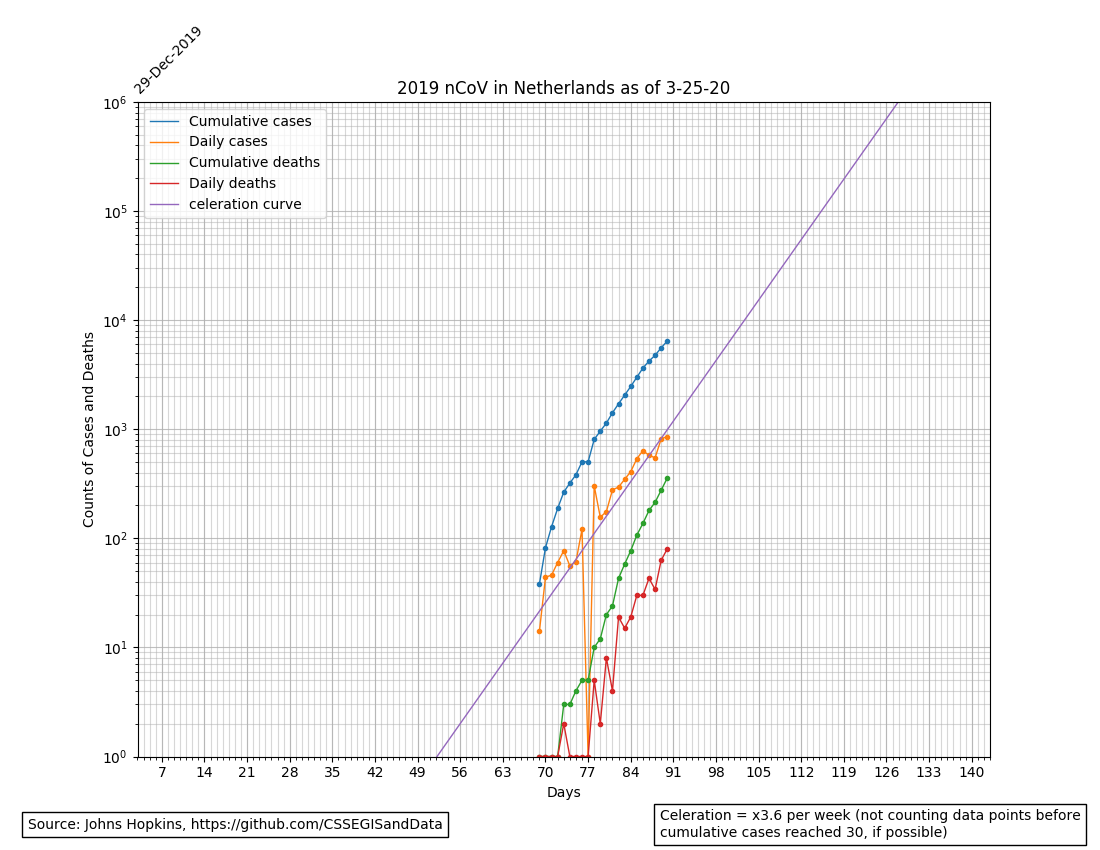 29-Dec-2019
2019 nCoV in Netherlands as of 3-25-20
Cumulative cases
Daily cases
Cumulative deaths
Daily deaths
celeration curve
10^6
10^5
10^4
10^3
10^2
10^1
10^0
Counts of Cases and Deaths
7 14 21 28 35 42 49 56 63 70 77 84 91 98 105 112 119 126 133 140
Days
Source: Johns Hopkins, https://github.com/CSSEGISandData
Celeration = x3.6 per week (not counting data points before
cumulative cases reached 30, if possible)